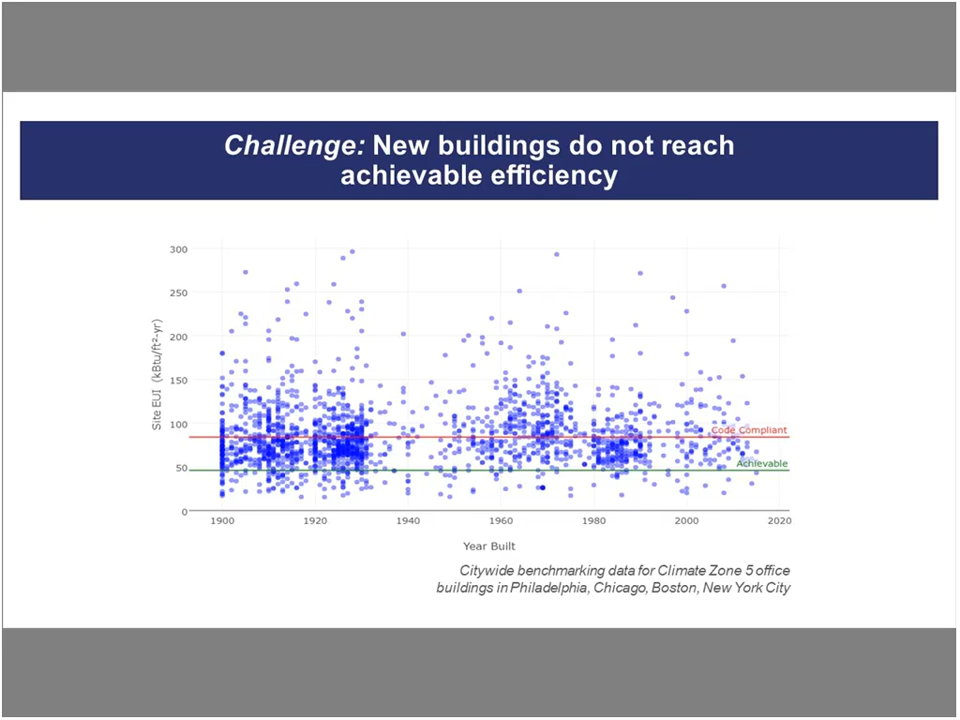 Challenge: New buildings do not reach
achievable efficiency
300
250
200
150
100
50
0
Site EUI (kBtu/ft²-yr)
Code Compliant
Achievable
1900 1920 1940 1960 1980 2000 2020
Year Built
Citywide benchmarking data for Climate Zone 5 office
buildings in Philadelphia, Chicago, Boston, New York City